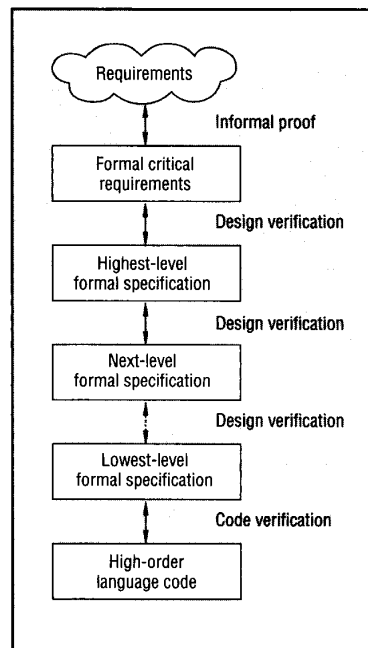 Requirements
Informal proof
Formal critical
requirements
Design verification
Highest-level
formal specification
Design verification
Next-level
formal specification
Design verification
Lowest-level
formal specification
Code verification
High-order
language code